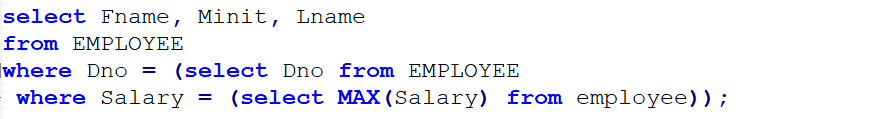 select Fname, Minit, Lname
from EMPLOYEE
where Dno = (select Dno from EMPLOYEE
where Salary = (select MAX(Salary) from employee));